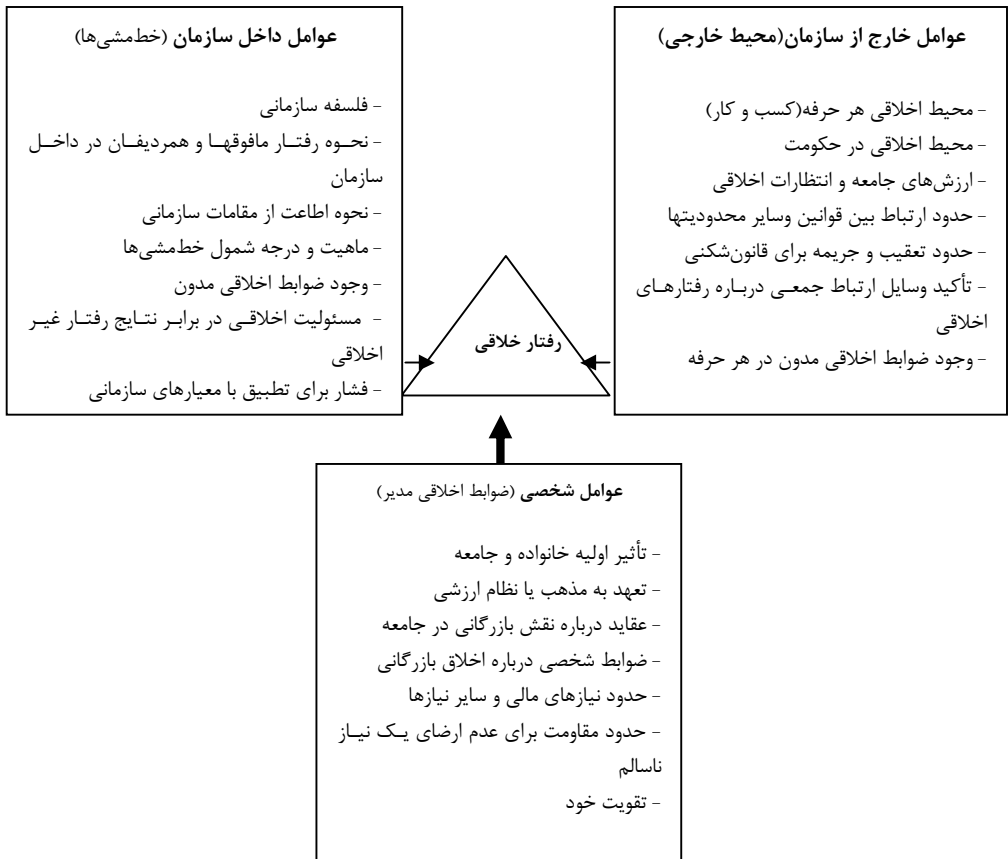 عوامل خارج از سازمان(محیط خارجی)
- محیط اخلاقی هر حرفه(کسب و کار)
- محیط اخلاقی در حکومت
- ارزش‌های جامعه و انتظارات اخلاقی
- حدود ارتباط بین قوانین وسایر محدودیتها
- حدود تعقیب و جریمه برای قانون‌شکنی
- تأکید وسایل ارتباط جمعی درباره رفتارهای
اخلاقی
- وجود ضوابط اخلاقی مدون در هر حرفه
عوامل داخل سازمان (خط‌مشی‌ها)
- فلسفه سازمانی
- نحوه رفتار مافوقها و همردیفان در داخل
سازمان
- نحوه اطاعت از مقامات سازمانی
- ماهیت و درجه شمول خط‌مشی‌ها
- وجود ضوابط اخلاقی مدون
- مسئولیت اخلاقی در برابر نتایج رفتار غیر
اخلاقی
- فشار برای تطبیق با معیارهای سازمانی
رفتار خلاقی
عوامل شخصی (ضوابط اخلاقی مدیر)
- تأثیر اولیه خانواده و جامعه
- تعهد به مذهب یا نظام ارزشی
- عقاید درباره نقش بازرگانی در جامعه
- ضوابط شخصی درباره اخلاق بازرگانی
- حدود نیازهای مالی و سایر نیازها
- حدود مقاومت برای عدم ارضای یک نیاز
ناسالم
- تقویت خود